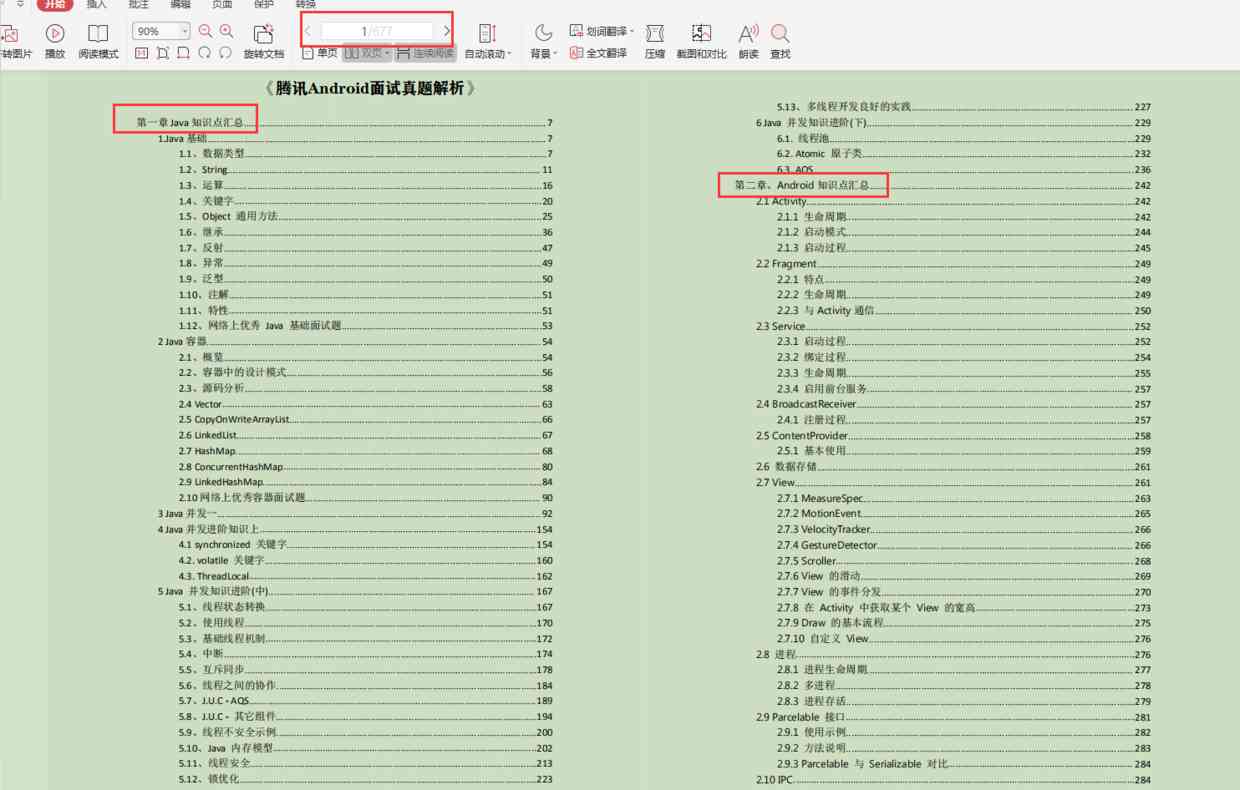 开始 插入 批注 编辑 页面 保护 转换
转图片 播放 阅读模式 90% 旋转文档 1/677 单页 双页 连续阅读 自动滚动 背景 划词翻译 全文翻译 压缩 截图和对比 朗读 查找
《腾讯Android面试真题解析》
第一章 Java 知识点汇总 7
1.Java 基础 7
1.1、数据类型 7
1.2、String 11
1.3、运算 16
1.4、关键字 20
1.5、Object 通用方法 25
1.6、继承 36
1.7、反射 47
1.8、异常 49
1.9、泛型 50
1.10、注解 51
1.11、特性 51
1.12、网络上优秀 Java 基础面试题 53
2 Java 容器 54
2.1、概览 54
2.2、容器中的设计模式 56
2.3、源码分析 58
2.4 Vector 63
2.5 CopyOnWriteArrayList 66
2.6 LinkedList 67
2.7 HashMap 68
2.8 ConcurrentHashMap 80
2.9 LinkedHashMap 84
2.10 网络上优秀容器面试题 90
3 Java 并发一 92
4 Java 并发进阶知识上 154
4.1 synchronized 关键字 154
4.2. volatile 关键字 160
4.3. ThreadLocal 162
5 Java 并发知识进阶(中) 167
5.1、线程状态转换 167
5.2、使用线程 170
5.3、基础线程机制 172
5.4、中断 174
5.5、互斥同步 178
5.6、线程之间的协作 184
5.7、J.U.C - AQS 189
5.8、J.U.C - 其它组件 194
5.9、线程不安全示例 200
5.10、Java 内存模型 202
5.11、线程安全 213
5.12、锁优化 223
5.13、多线程开发良好的实践 227
6 Java 并发知识进阶(下) 229
6.1. 线程池 229
6.2. Atomic 原子类 232
6.3. AQS 236
第二章、Android 知识点汇总 242
2.1 Activity 242
2.1.1 生命周期 242
2.1.2 启动模式 244
2.1.3 启动过程 245
2.2 Fragment 249
2.2.1 特点 249
2.2.2 生命周期 249
2.2.3 与 Activity 通信 250
2.3 Service 252
2.3.1 启动过程 252
2.3.2 绑定过程 254
2.3.3 生命周期 255
2.3.4 启用前台服务 257
2.4 BroadcastReceiver 257
2.4.1 注册过程 257
2.5 ContentProvider 258
2.5.1 基本使用 259
2.6 数据存储 261
2.7 View 261
2.7.1 MeasureSpec 263
2.7.2 MotionEvent 265
2.7.3 VelocityTracker 266
2.7.4 GestureDetector 266
2.7.5 Scroller 268
2.7.6 View 的滑动 269
2.7.7 View 的事件分发 270
2.7.8 在 Activity 中获取某个 View 的宽高 273
2.7.9 Draw 的基本流程 275
2.7.10 自定义 View 276
2.8 进程 276
2.8.1 进程生命周期 277
2.8.2 多进程 278
2.8.3 进程存活 279
2.9 Parcelable 接口 281
2.9.1 使用示例 282
2.9.2 方法说明 283
2.9.3 Parcelable 与 Serializable 对比 284
2.10 IPC 284